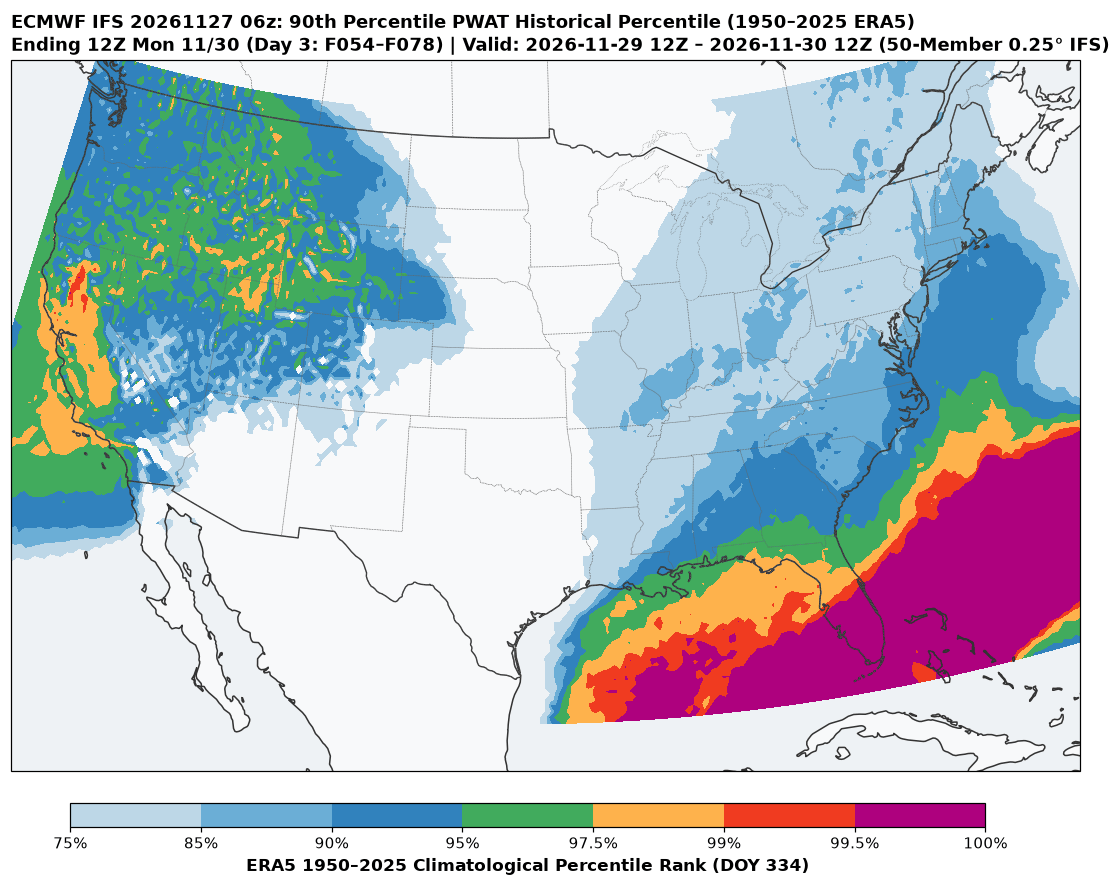 ECMWF IFS 20261127 06z: 90th Percentile PWAT Historical Percentile (1950–2025 ERA5)
Ending 12Z Mon 11/30 (Day 3: F054–F078) | Valid: 2026-11-29 12Z – 2026-11-30 12Z (50-Member 0.25° IFS)
75% 85% 90% 95% 97.5% 99% 99.5% 100%
ERA5 1950–2025 Climatological Percentile Rank (DOY 334)